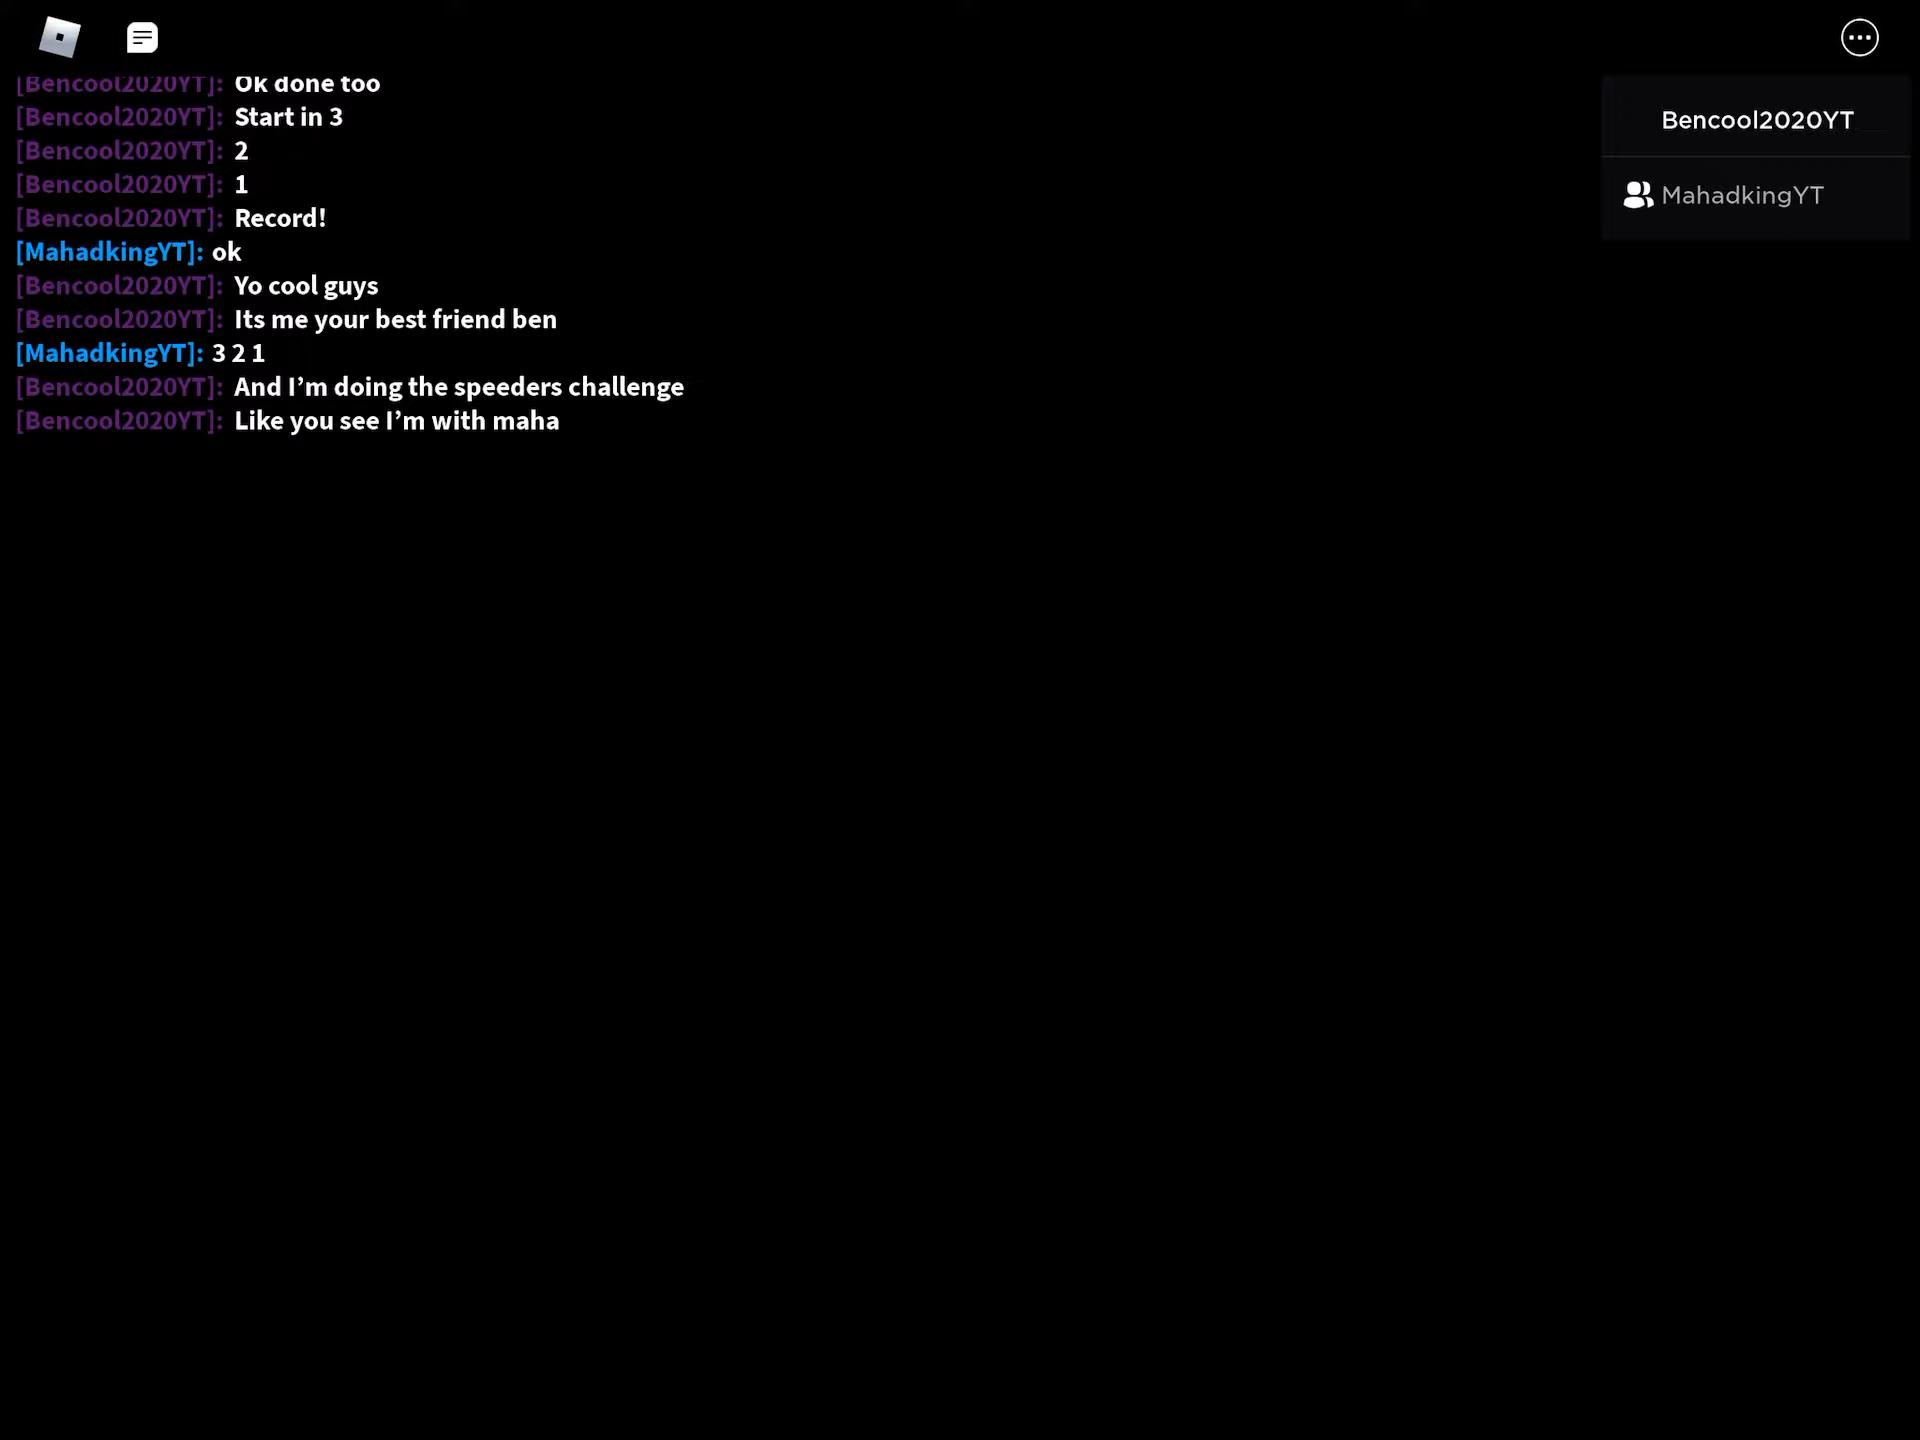 [Bencool2020YT]: Ok done too
[Bencool2020YT]: Start in 3
[Bencool2020YT]: 2
[Bencool2020YT]: 1
[Bencool2020YT]: Record!
[MahadkingYT]: ok
[Bencool2020YT]: Yo cool guys
[Bencool2020YT]: Its me your best friend ben
[MahadkingYT]: 3 2 1
[Bencool2020YT]: And I’m doing the speeders challenge
[Bencool2020YT]: Like you see I’m with maha
Bencool2020YT
MahadkingYT